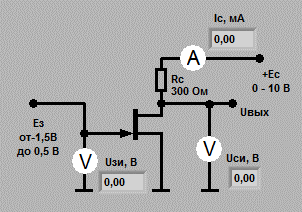 Ic, мА
0,00
A
+Ec
0 - 10 В
Rc
300 Ом
Uвых
Eз
от-1,5В
до 0,5 В
V
Uзи, В
0,00
V
Uси, В
0,00